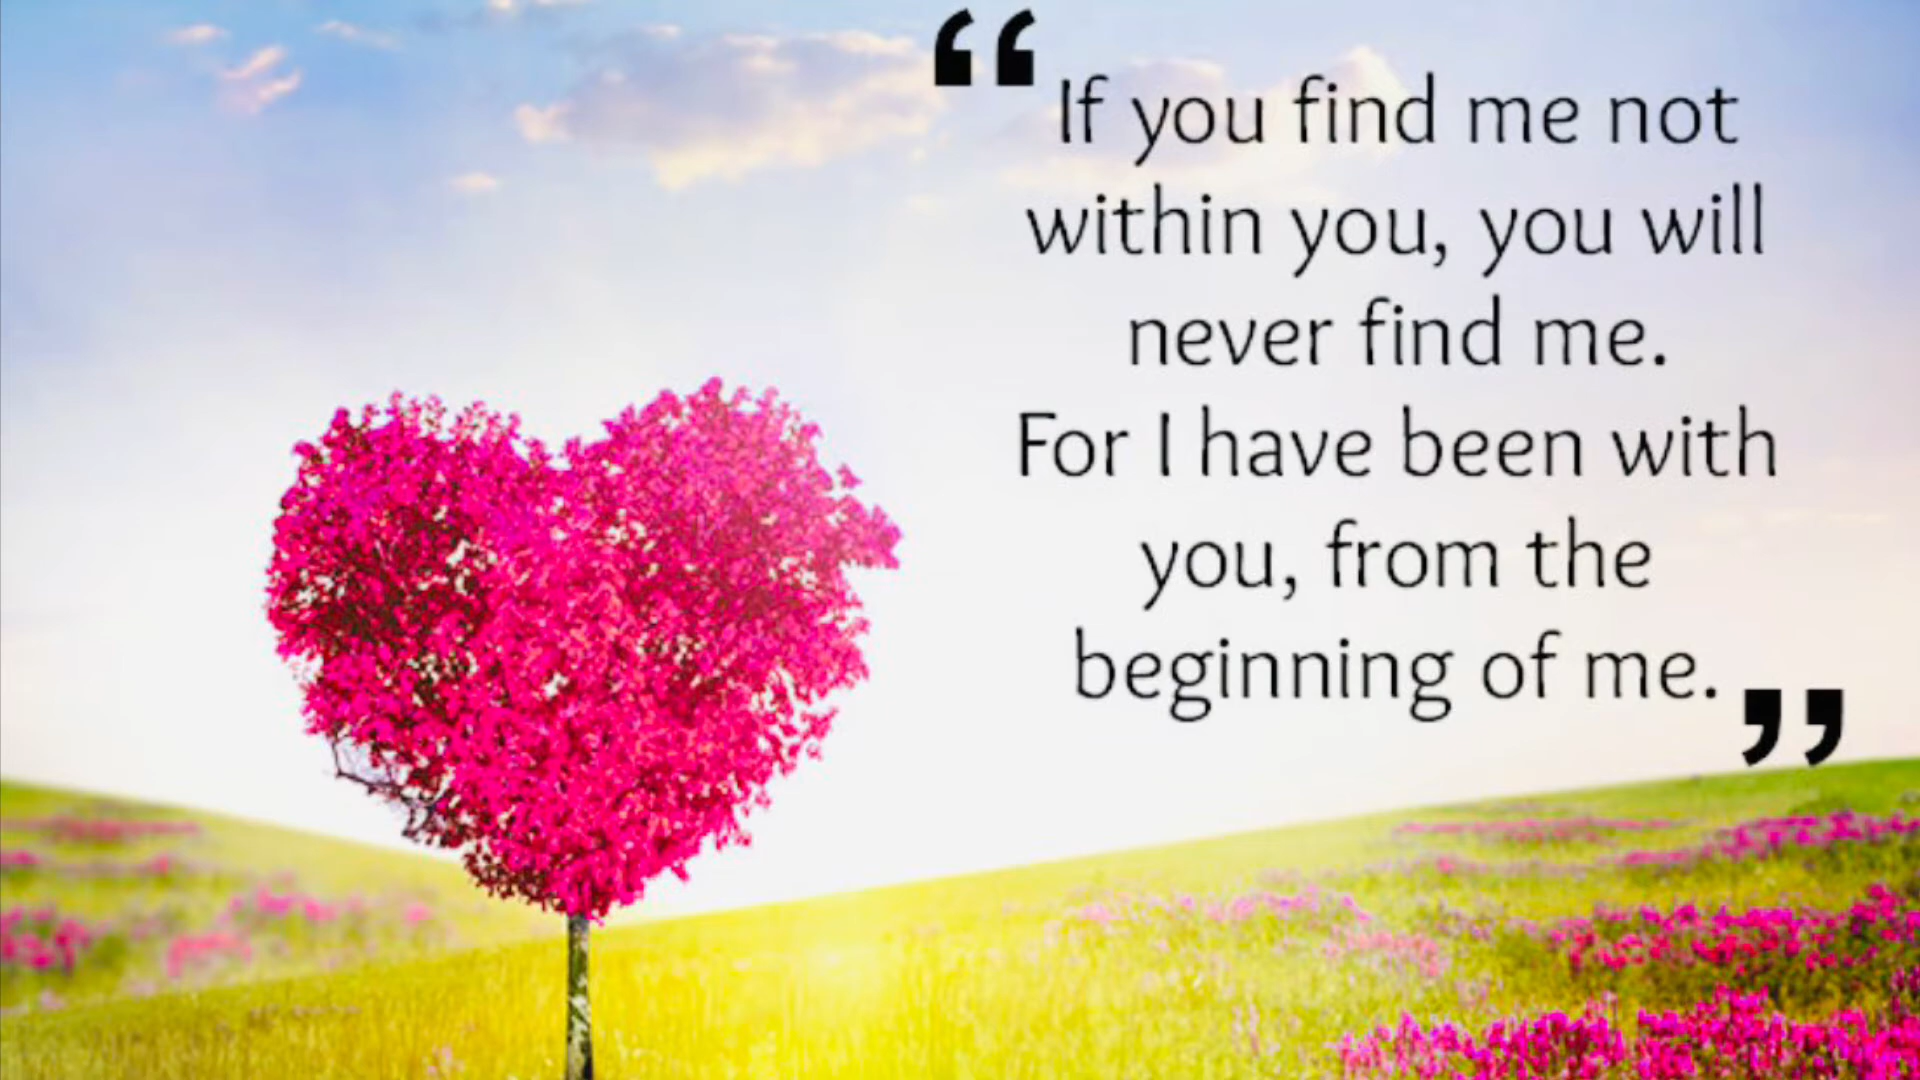 “If you find me not
within you, you will
never find me.
For I have been with
you, from the
beginning of me.”